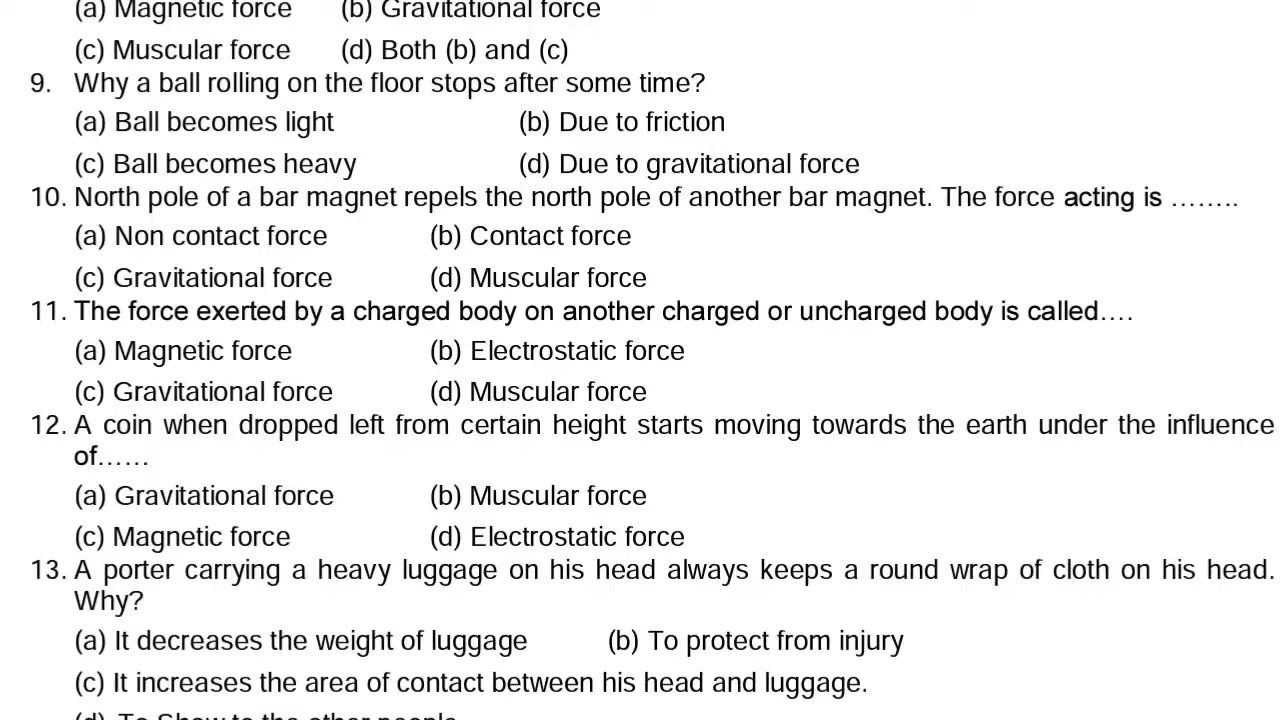 (a) Magnetic force (b) Gravitational force
(c) Muscular force (d) Both (b) and (c)
9. Why a ball rolling on the floor stops after some time?
(a) Ball becomes light (b) Due to friction
(c) Ball becomes heavy (d) Due to gravitational force
10. North pole of a bar magnet repels the north pole of another bar magnet. The force acting is ……..
(a) Non contact force (b) Contact force
(c) Gravitational force (d) Muscular force
11. The force exerted by a charged body on another charged or uncharged body is called….
(a) Magnetic force (b) Electrostatic force
(c) Gravitational force (d) Muscular force
12. A coin when dropped left from certain height starts moving towards the earth under the influence
of……
(a) Gravitational force (b) Muscular force
(c) Magnetic force (d) Electrostatic force
13. A porter carrying a heavy luggage on his head always keeps a round wrap of cloth on his head.
Why?
(a) It decreases the weight of luggage (b) To protect from injury
(c) It increases the area of contact between his head and luggage.
(d) To Show to the other people